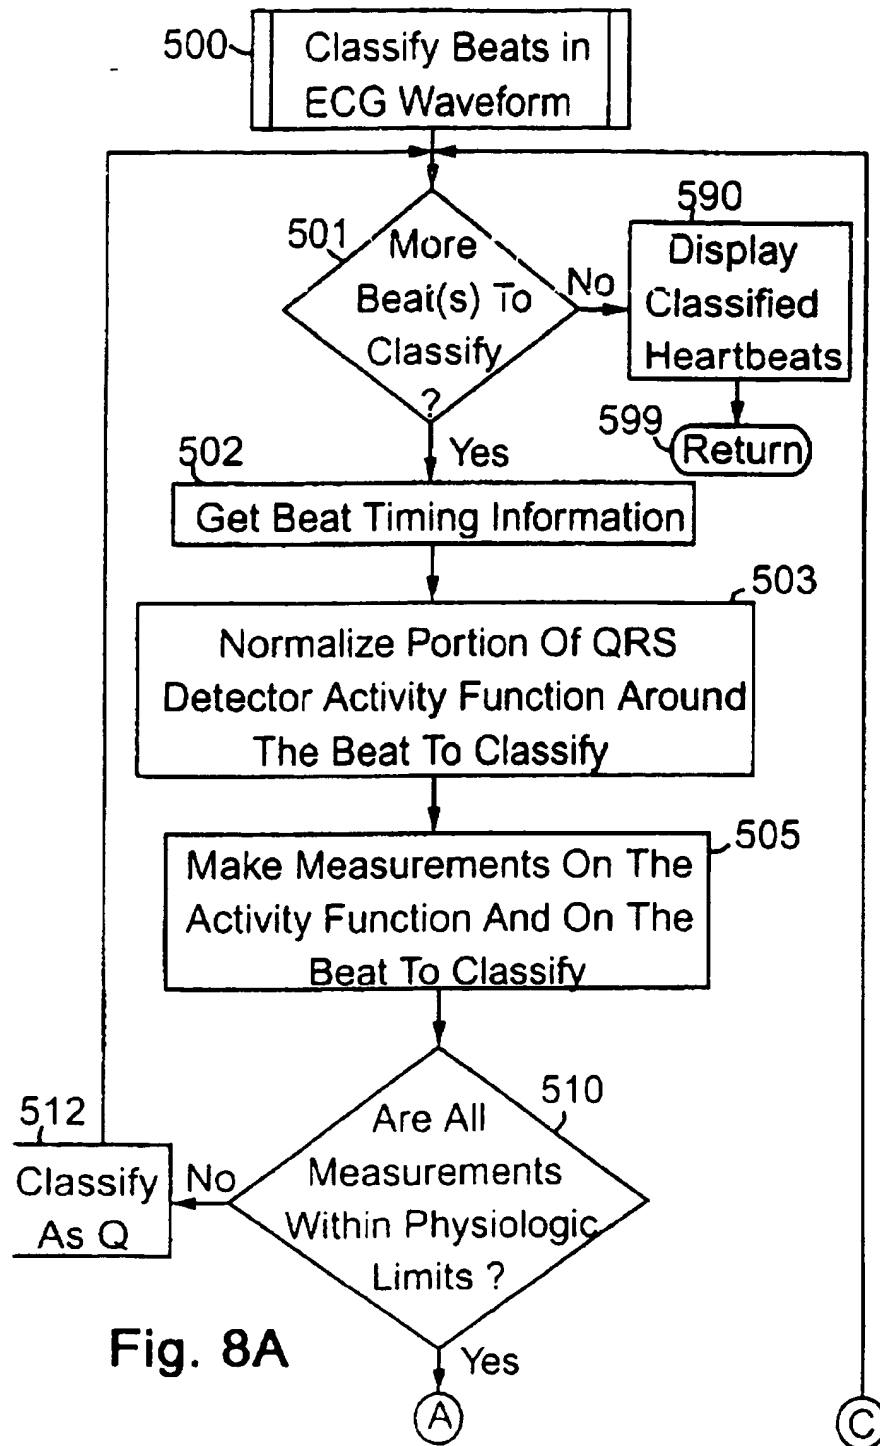 500
Classify Beats in
ECG Waveform
501
More
Beat(s) To
Classify
?
No
590
Display
Classified
Heartbeats
599
Return
Yes
502
Get Beat Timing Information
503
Normalize Portion Of QRS
Detector Activity Function Around
The Beat To Classify
505
Make Measurements On The
Activity Function And On The
Beat To Classify
510
Are All
Measurements
Within Physiologic
Limits ?
No
512
Classify
As Q
Yes
A
C
Fig. 8A